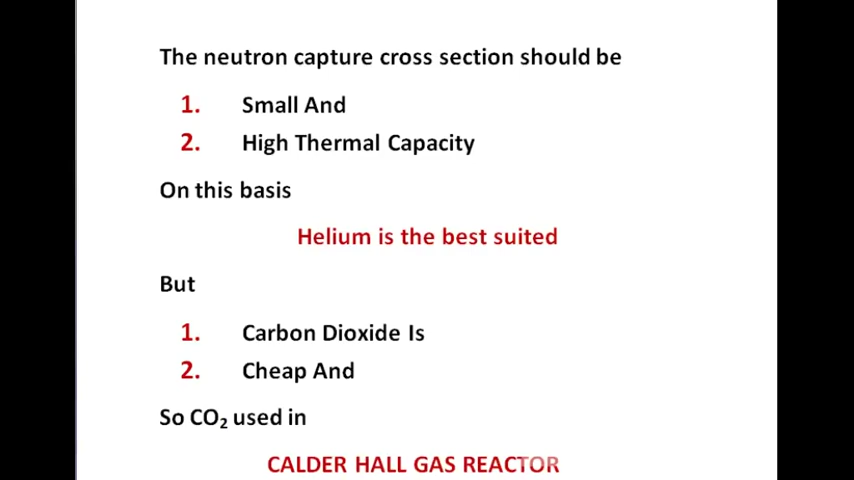 The neutron capture cross section should be
1. Small And
2. High Thermal Capacity
On this basis
Helium is the best suited
But
1. Carbon Dioxide Is
2. Cheap And
So CO₂ used in
CALDER HALL GAS REACTOR